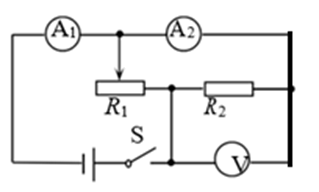 A₁ A₂
R₁ R₂
S
V